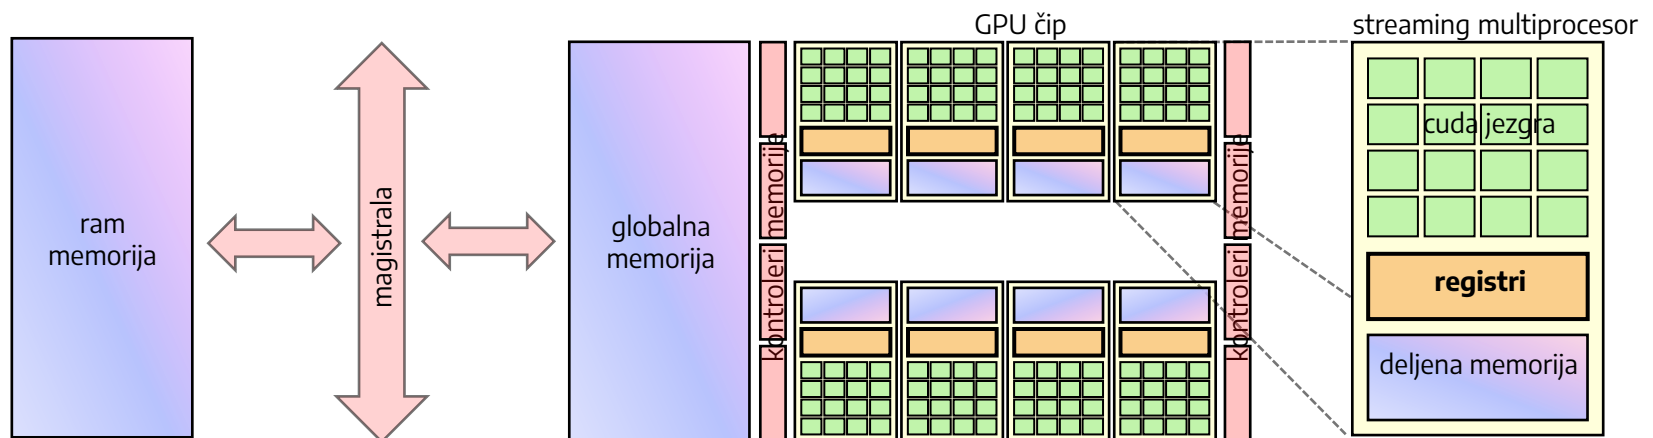 GPU čip
streaming multiprocesor
ram
memorija
magistrala
globalna
memorija
kontroleri memorije
kontroleri memorije
cuda jezgra
registri
deljena memorija